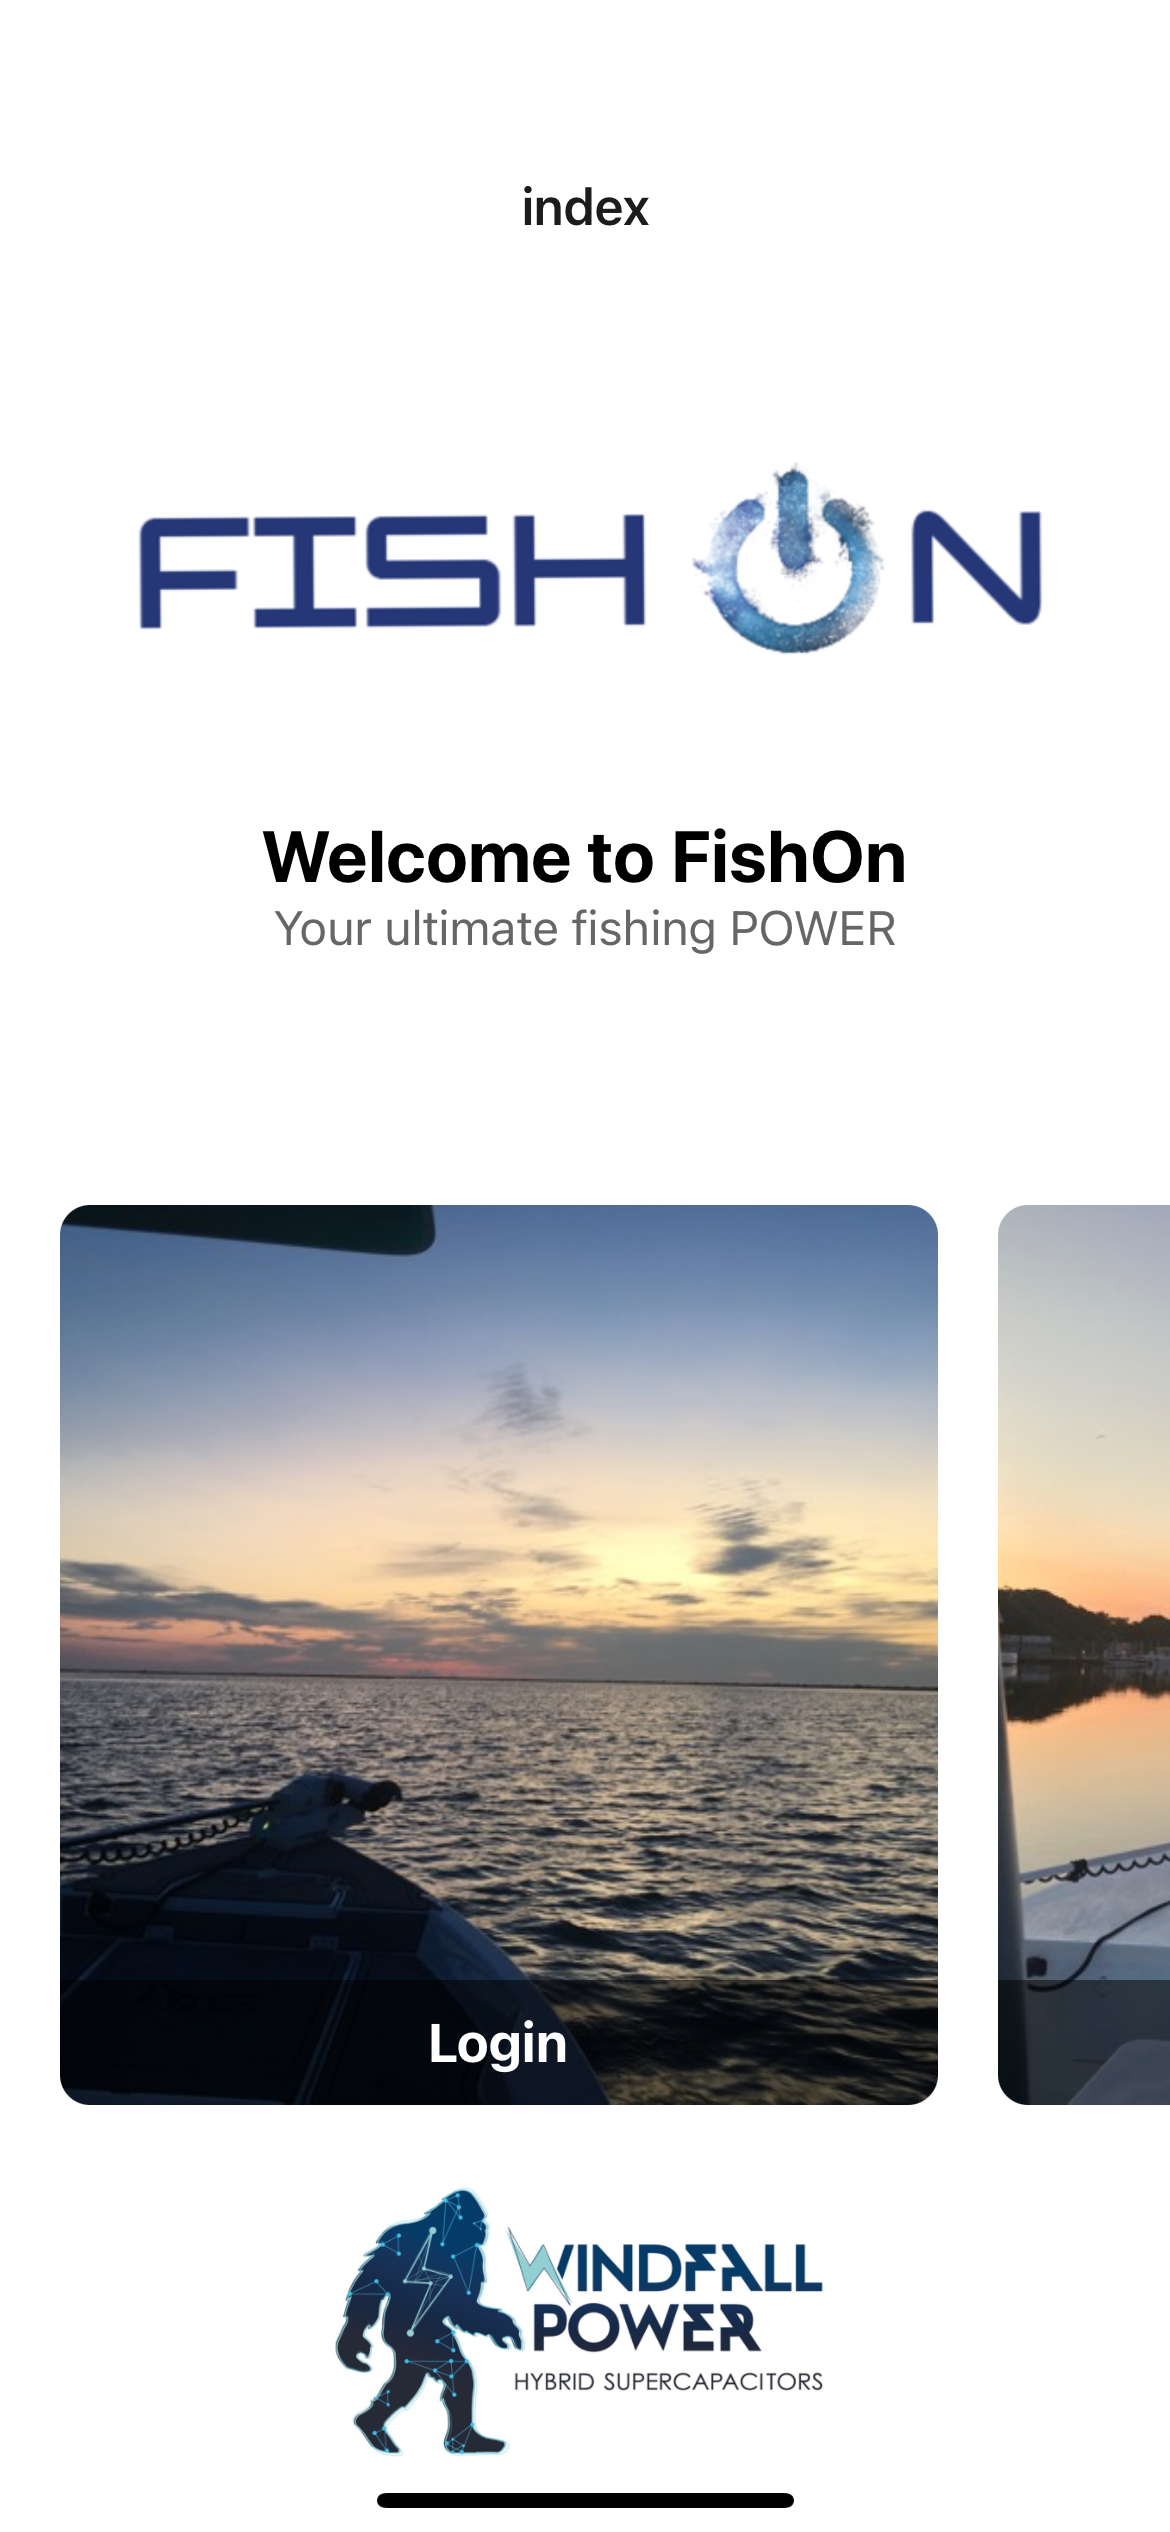 index
FISH ON
Welcome to FishOn
Your ultimate fishing POWER
Login
WINDFALL
POWER
HYBRID SUPERCAPACITORS